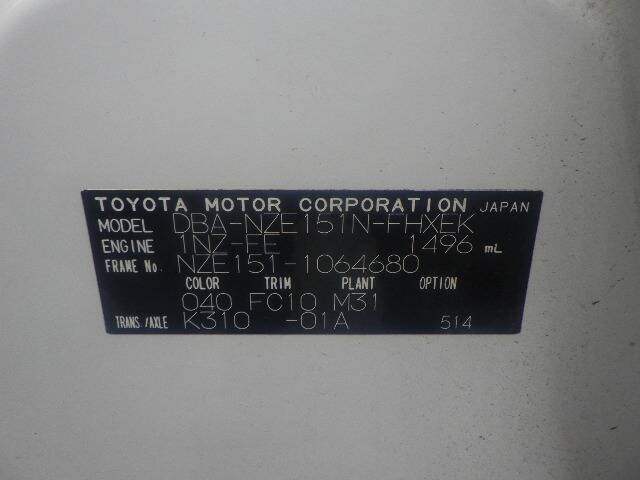 TOYOTA MOTOR CORPORATION JAPAN
MODEL DBA-NZE151N-FHXEK
ENGINE 1NZ-FE 1496 mL
FRAME No. NZE151-1064680
COLOR TRIM PLANT OPTION
040 FC10 M31
TRANS/AXLE K310 -01A 514